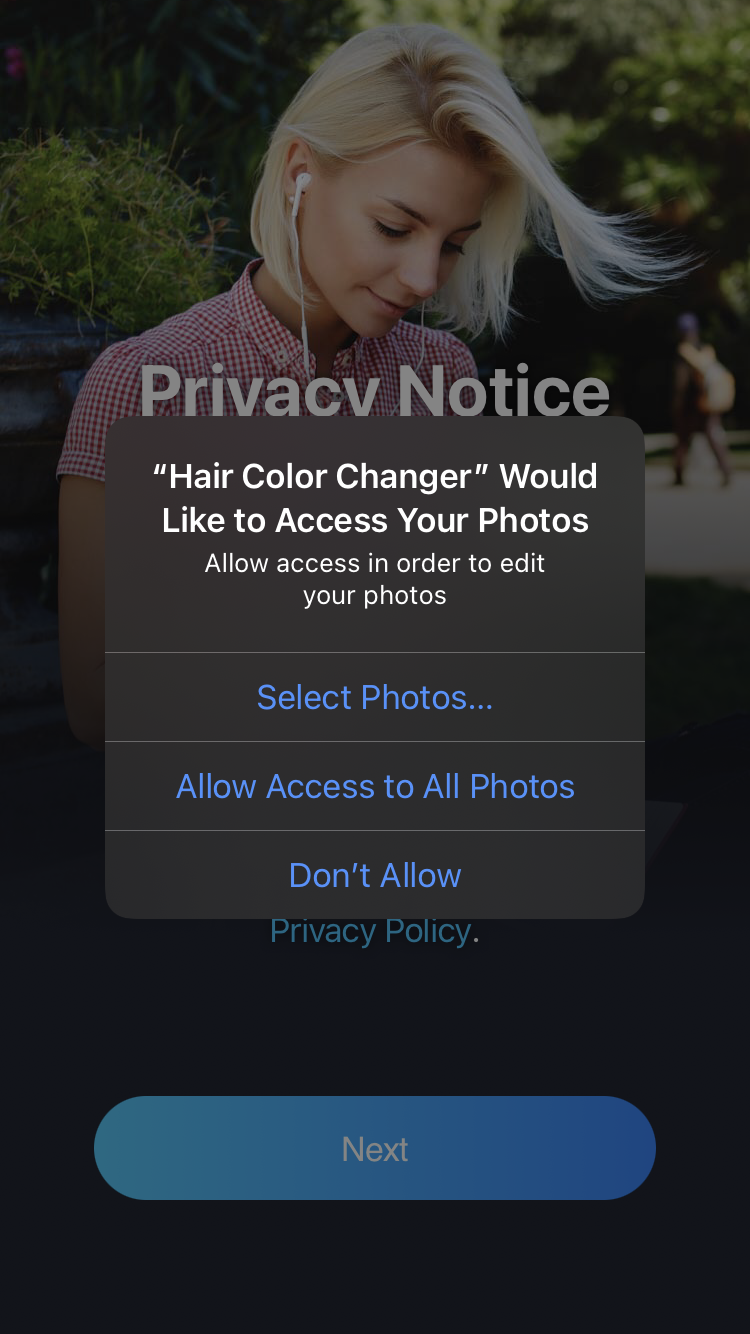 Privacy Notice
“Hair Color Changer” Would
Like to Access Your Photos
Allow access in order to edit
your photos
Select Photos...
Allow Access to All Photos
Don’t Allow
Privacy Policy.
Next